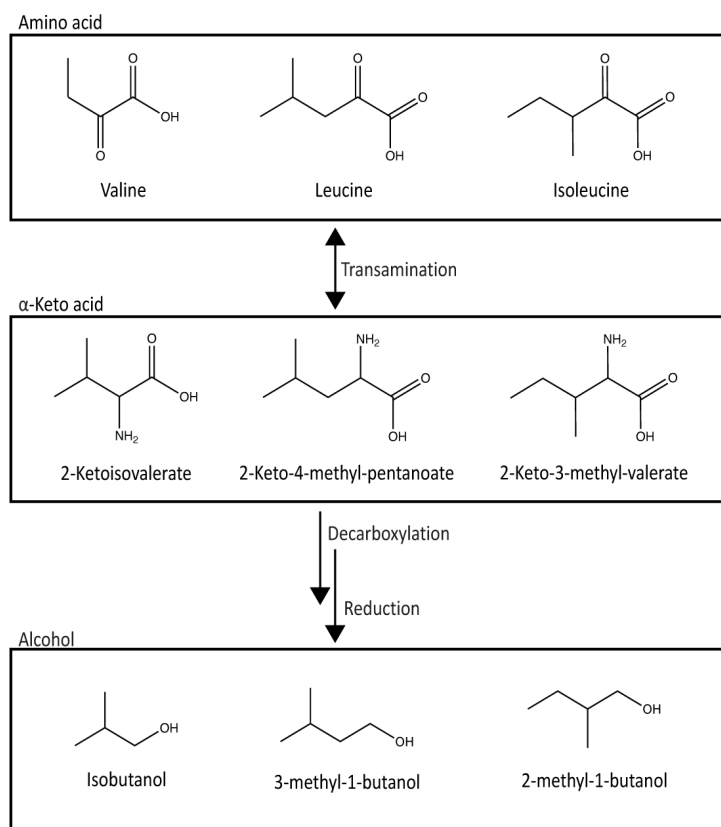 Amino acid
O
O
OH
O
O
O
OH
O
O
OH
Valine
Leucine
Isoleucine
Transamination
α-Keto acid
O
OH
NH₂
NH₂
O
OH
NH₂
O
OH
2-Ketoisovalerate
2-Keto-4-methyl-pentanoate
2-Keto-3-methyl-valerate
Decarboxylation
Reduction
Alcohol
OH
OH
OH
Isobutanol
3-methyl-1-butanol
2-methyl-1-butanol